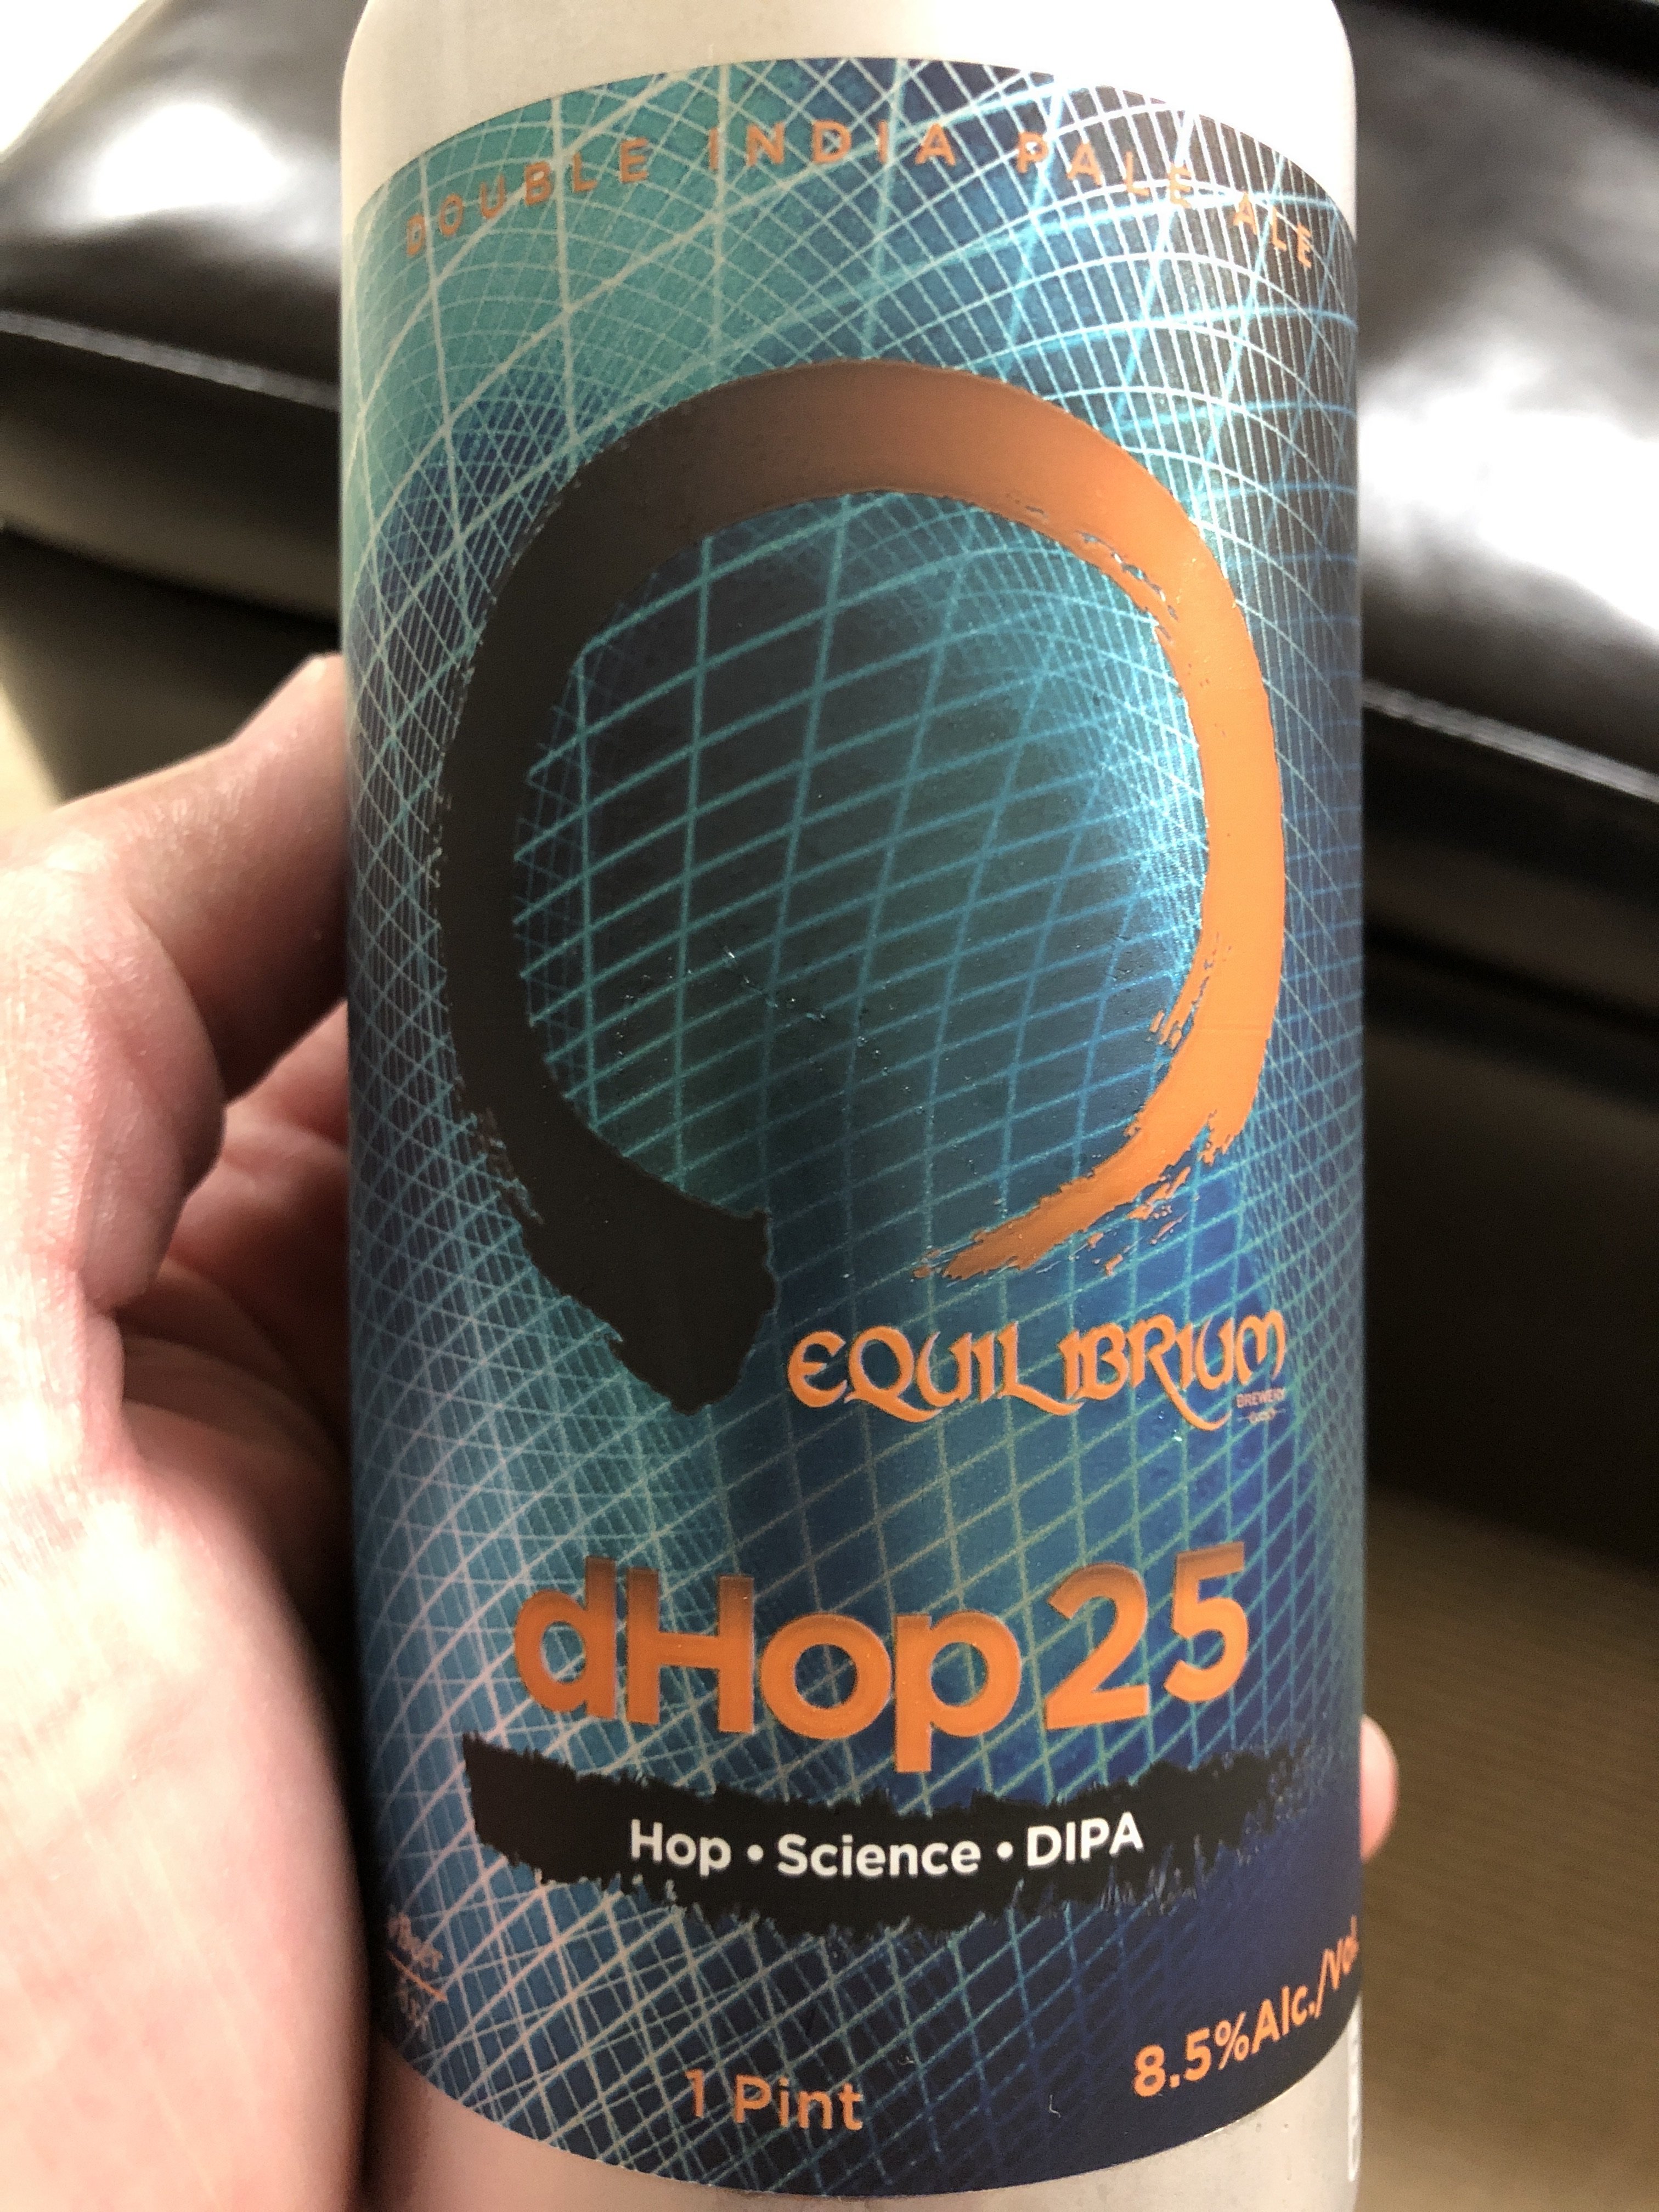 DOUBLE INDIA PALE ALE
EQUILIBRIUM
BREWERY
dHop25
Hop • Science • DIPA
8.5%Alc./Vol.
1 Pint